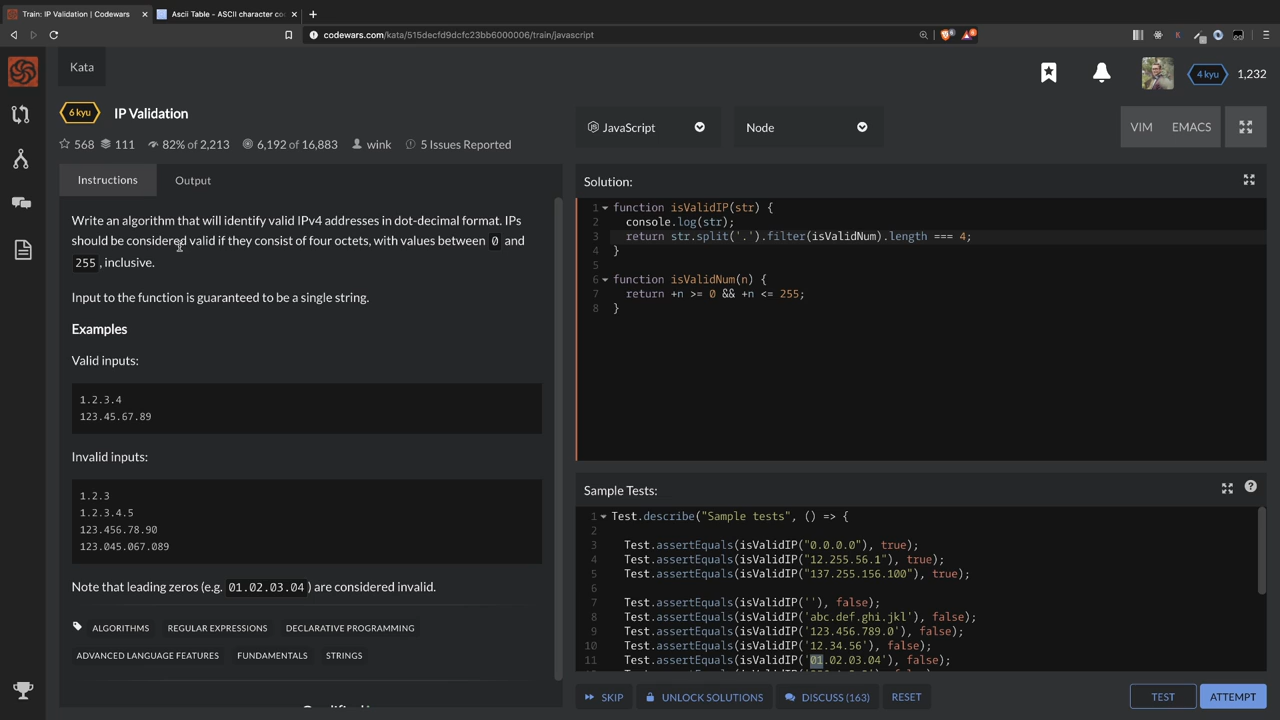 Train: IP Validation | Codewars
Ascii Table - ASCII character co
codewars.com/kata/515decfd9dcfc23bb6000006/train/javascript
Kata
4 kyu
1,232
6 kyu
IP Validation
568
111
82% of 2,213
6,192 of 16,883
wink
5 Issues Reported
JavaScript
Node
VIM
EMACS
Instructions
Output
Write an algorithm that will identify valid IPv4 addresses in dot-decimal format. IPs
should be considered valid if they consist of four octets, with values between 0 and
255, inclusive.
Input to the function is guaranteed to be a single string.
Examples
Valid inputs:
1.2.3.4
123.45.67.89
Invalid inputs:
1.2.3
1.2.3.4.5
123.456.78.90
123.045.067.089
Note that leading zeros (e.g. 01.02.03.04) are considered invalid.
ALGORITHMS
REGULAR EXPRESSIONS
DECLARATIVE PROGRAMMING
ADVANCED LANGUAGE FEATURES
FUNDAMENTALS
STRINGS
Solution:
1 function isValidIP(str) {
2 console.log(str);
3 return str.split('.').filter(isValidNum).length === 4;
4 }
5
6 function isValidNum(n) {
7 return +n >= 0 && +n <= 255;
8 }
Sample Tests:
1 Test.describe("Sample tests", () => {
2
3 Test.assertEquals(isValidIP("0.0.0.0"), true);
4 Test.assertEquals(isValidIP("12.255.56.1"), true);
5 Test.assertEquals(isValidIP("137.255.156.100"), true);
6
7 Test.assertEquals(isValidIP(''), false);
8 Test.assertEquals(isValidIP('abc.def.ghi.jkl'), false);
9 Test.assertEquals(isValidIP('123.456.789.0'), false);
10 Test.assertEquals(isValidIP('12.34.56'), false);
11 Test.assertEquals(isValidIP('01.02.03.04'), false);
SKIP
UNLOCK SOLUTIONS
DISCUSS (163)
RESET
TEST
ATTEMPT